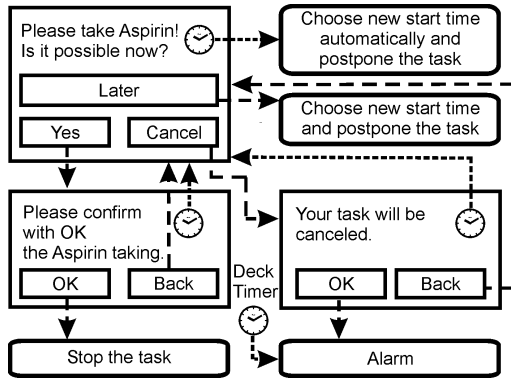 Please take Aspirin!
Is it possible now?
Choose new start time
automatically and
postpone the task
Later
Choose new start time
and postpone the task
Yes
Cancel
Please confirm
with OK
the Aspirin taking.
OK
Back
Your task will be
canceled.
OK
Back
Deck
Timer
Stop the task
Alarm